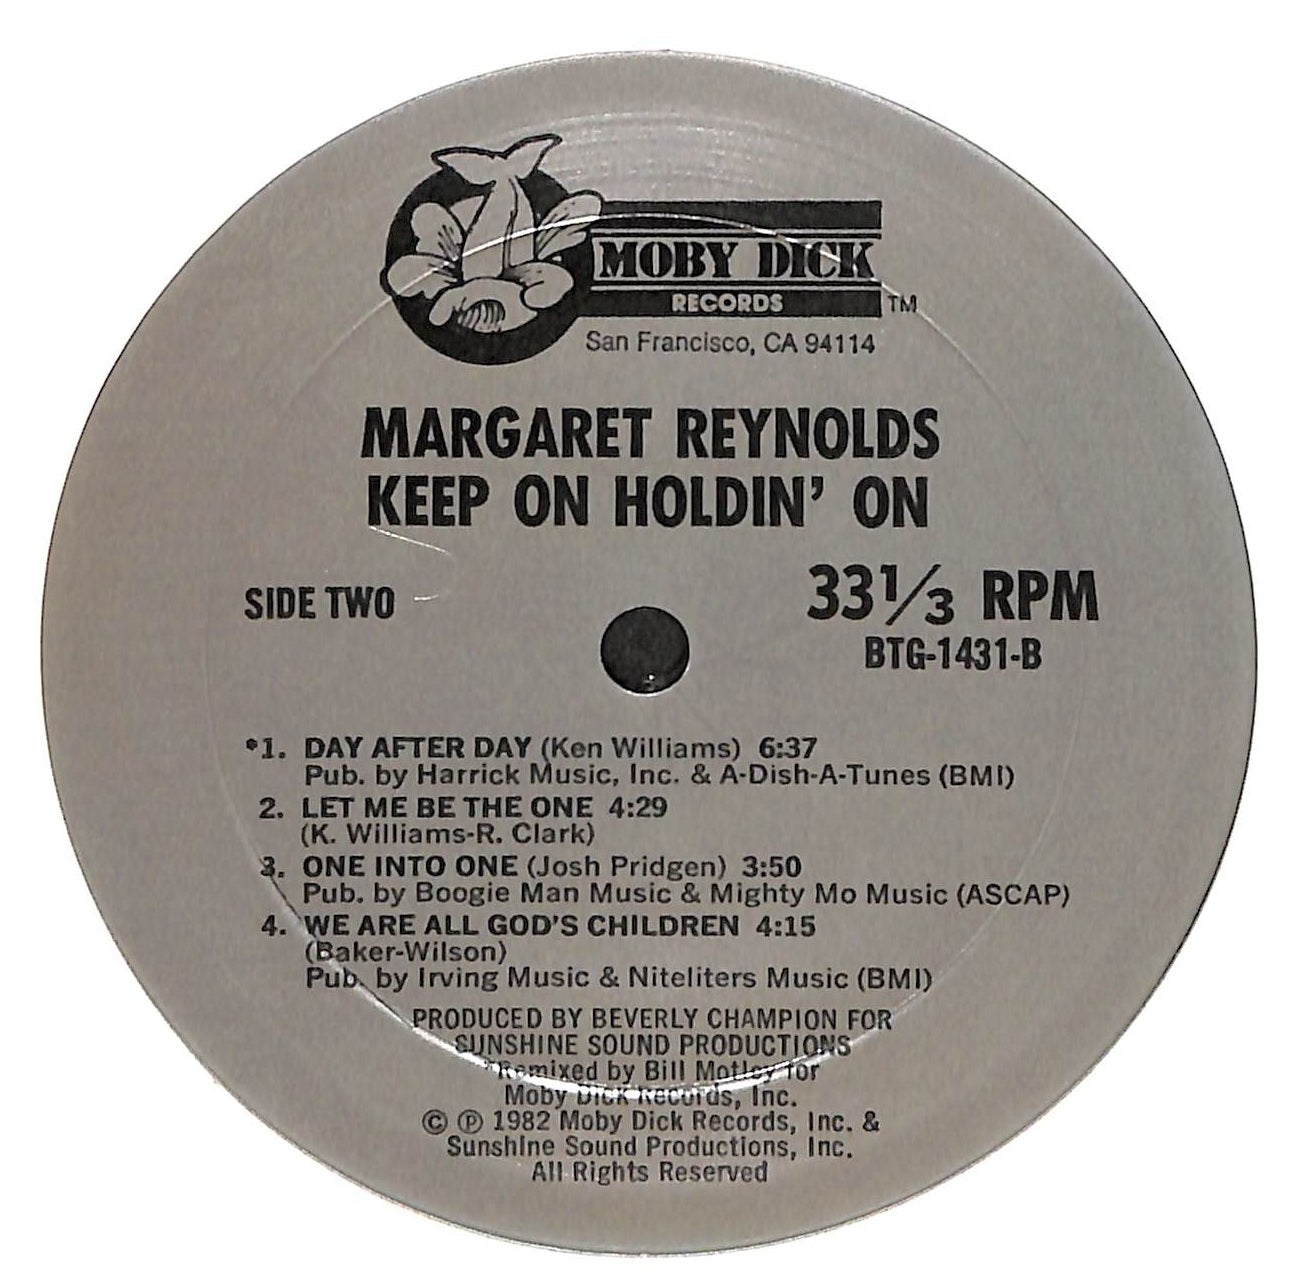 MOBY DICK
RECORDS TM
San Francisco, CA 94114
MARGARET REYNOLDS
KEEP ON HOLDIN' ON
SIDE TWO
33⅓ RPM
BTG-1431-B
*1. DAY AFTER DAY (Ken Williams) 6:37
Pub. by Harrick Music, Inc. & A-Dish-A-Tunes (BMI)
2. LET ME BE THE ONE 4:29
(K. Williams-R. Clark)
3. ONE INTO ONE (Josh Pridgen) 3:50
Pub. by Boogie Man Music & Mighty Mo Music (ASCAP)
4. WE ARE ALL GOD'S CHILDREN 4:15
(Baker-Wilson)
Pub. by Irving Music & Niteliters Music (BMI)
PRODUCED BY BEVERLY CHAMPION FOR
SUNSHINE SOUND PRODUCTIONS
*Remixed by Bill Motley for
Moby Dick Records, Inc.
© ℗ 1982 Moby Dick Records, Inc. &
Sunshine Sound Productions, Inc.
All Rights Reserved